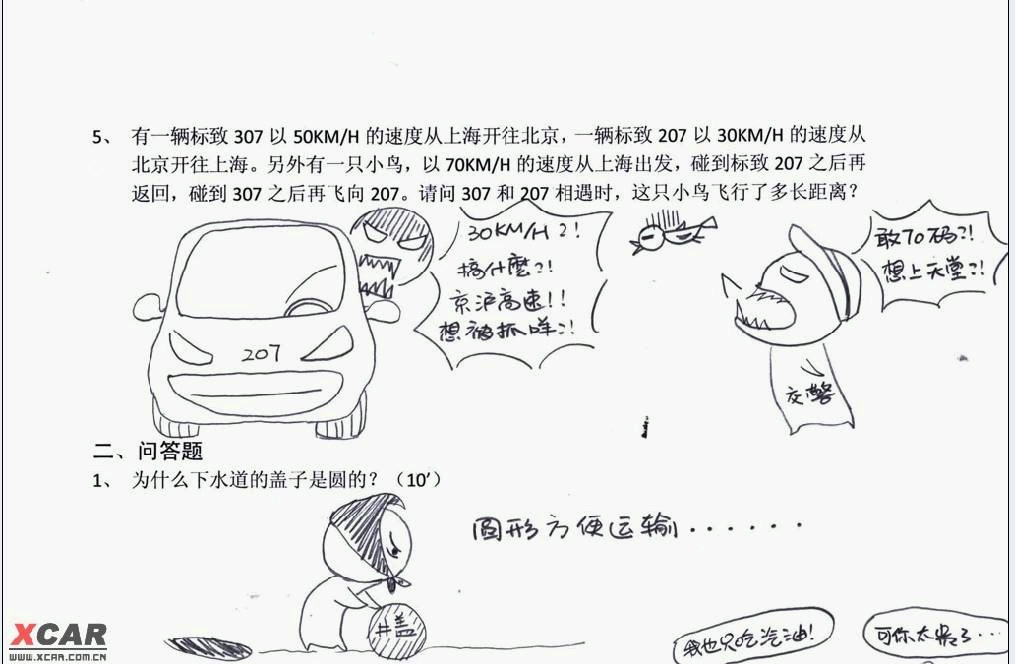 5、 有一辆标致 307 以 50KM/H 的速度从上海开往北京，一辆标致 207 以 30KM/H 的速度从
北京开往上海。另外有一只小鸟，以 70KM/H 的速度从上海出发，碰到标致 207 之后再
返回，碰到 307 之后再飞向 207。请问 307 和 207 相遇时，这只小鸟飞行了多长距离？
30KM/H?!
搞什麼?!
京沪高速!!
想被抓咩?!
敢70码?!
想上天堂?!
207
交警
二、问答题
1、 为什么下水道的盖子是圆的？（10’）
圆形方便运输······
井盖
我也只吃汽油!
可你太
XCAR
WWW.XCAR.COM.CN